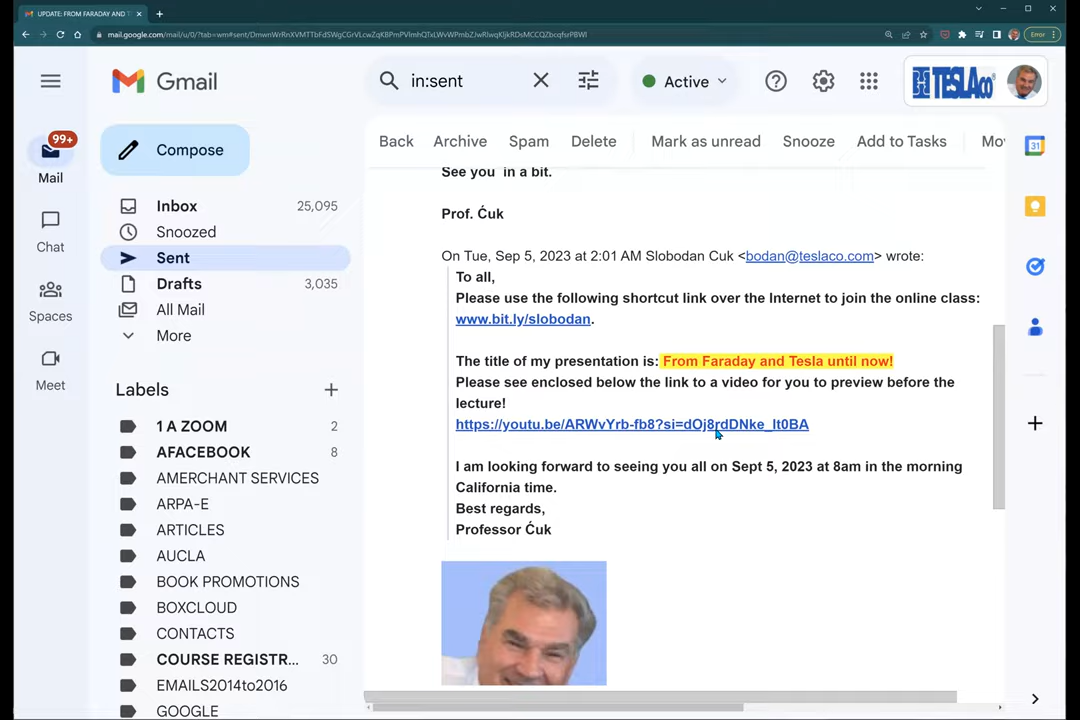 UPDATE: FROM FARADAY AND T
mail.google.com/mail/u/0/?tab=wm#sent/
Error
Gmail
in:sent
Active
TESLAco
Compose
99+
Mail
Chat
Spaces
Meet
Inbox 25,095
Snoozed
Sent
Drafts 3,035
All Mail
More
Labels
1 A ZOOM 2
AFACEBOOK 8
AMERCHANT SERVICES
ARPA-E
ARTICLES
AUCLA
BOOK PROMOTIONS
BOXCLOUD
CONTACTS
COURSE REGISTR... 30
EMAILS2014to2016
GOOGLE
Back Archive Spam Delete Mark as unread Snooze Add to Tasks Mo
See you in a bit.
Prof. Ćuk
On Tue, Sep 5, 2023 at 2:01 AM Slobodan Cuk <bodan@teslaco.com> wrote:
To all,
Please use the following shortcut link over the Internet to join the online class:
www.bit.ly/slobodan.
The title of my presentation is: From Faraday and Tesla until now!
Please see enclosed below the link to a video for you to preview before the
lecture!
https://youtu.be/ARWvYrb-fb8?si=dOj8rdDNke_It0BA
I am looking forward to seeing you all on Sept 5, 2023 at 8am in the morning
California time.
Best regards,
Professor Ćuk
31